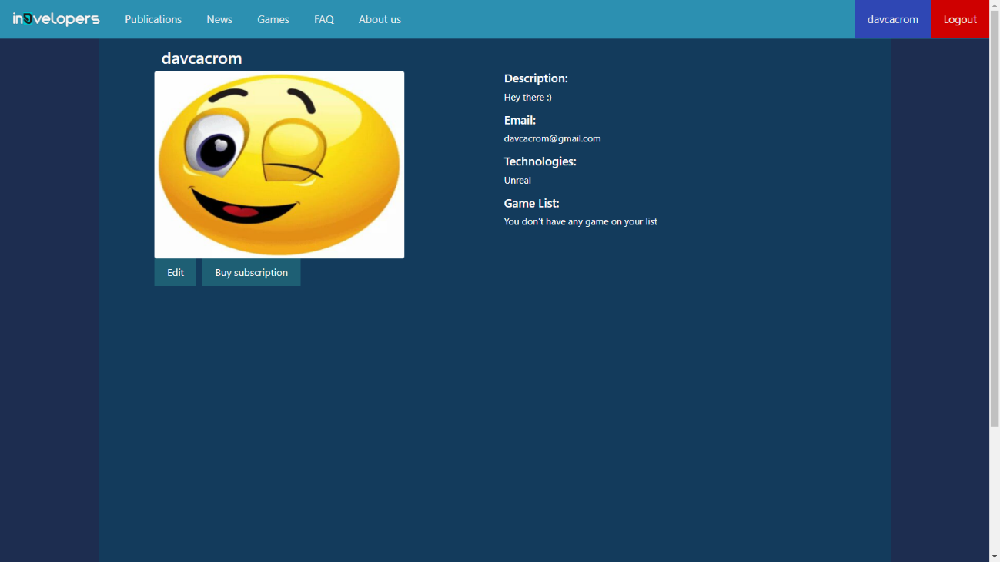 indvelopers
Publications
News
Games
FAQ
About us
davcacrom
Logout
davcacrom
Description:
Hey there :)
Email:
davcacrom@gmail.com
Technologies:
Unreal
Game List:
You don't have any game on your list
Edit
Buy subscription